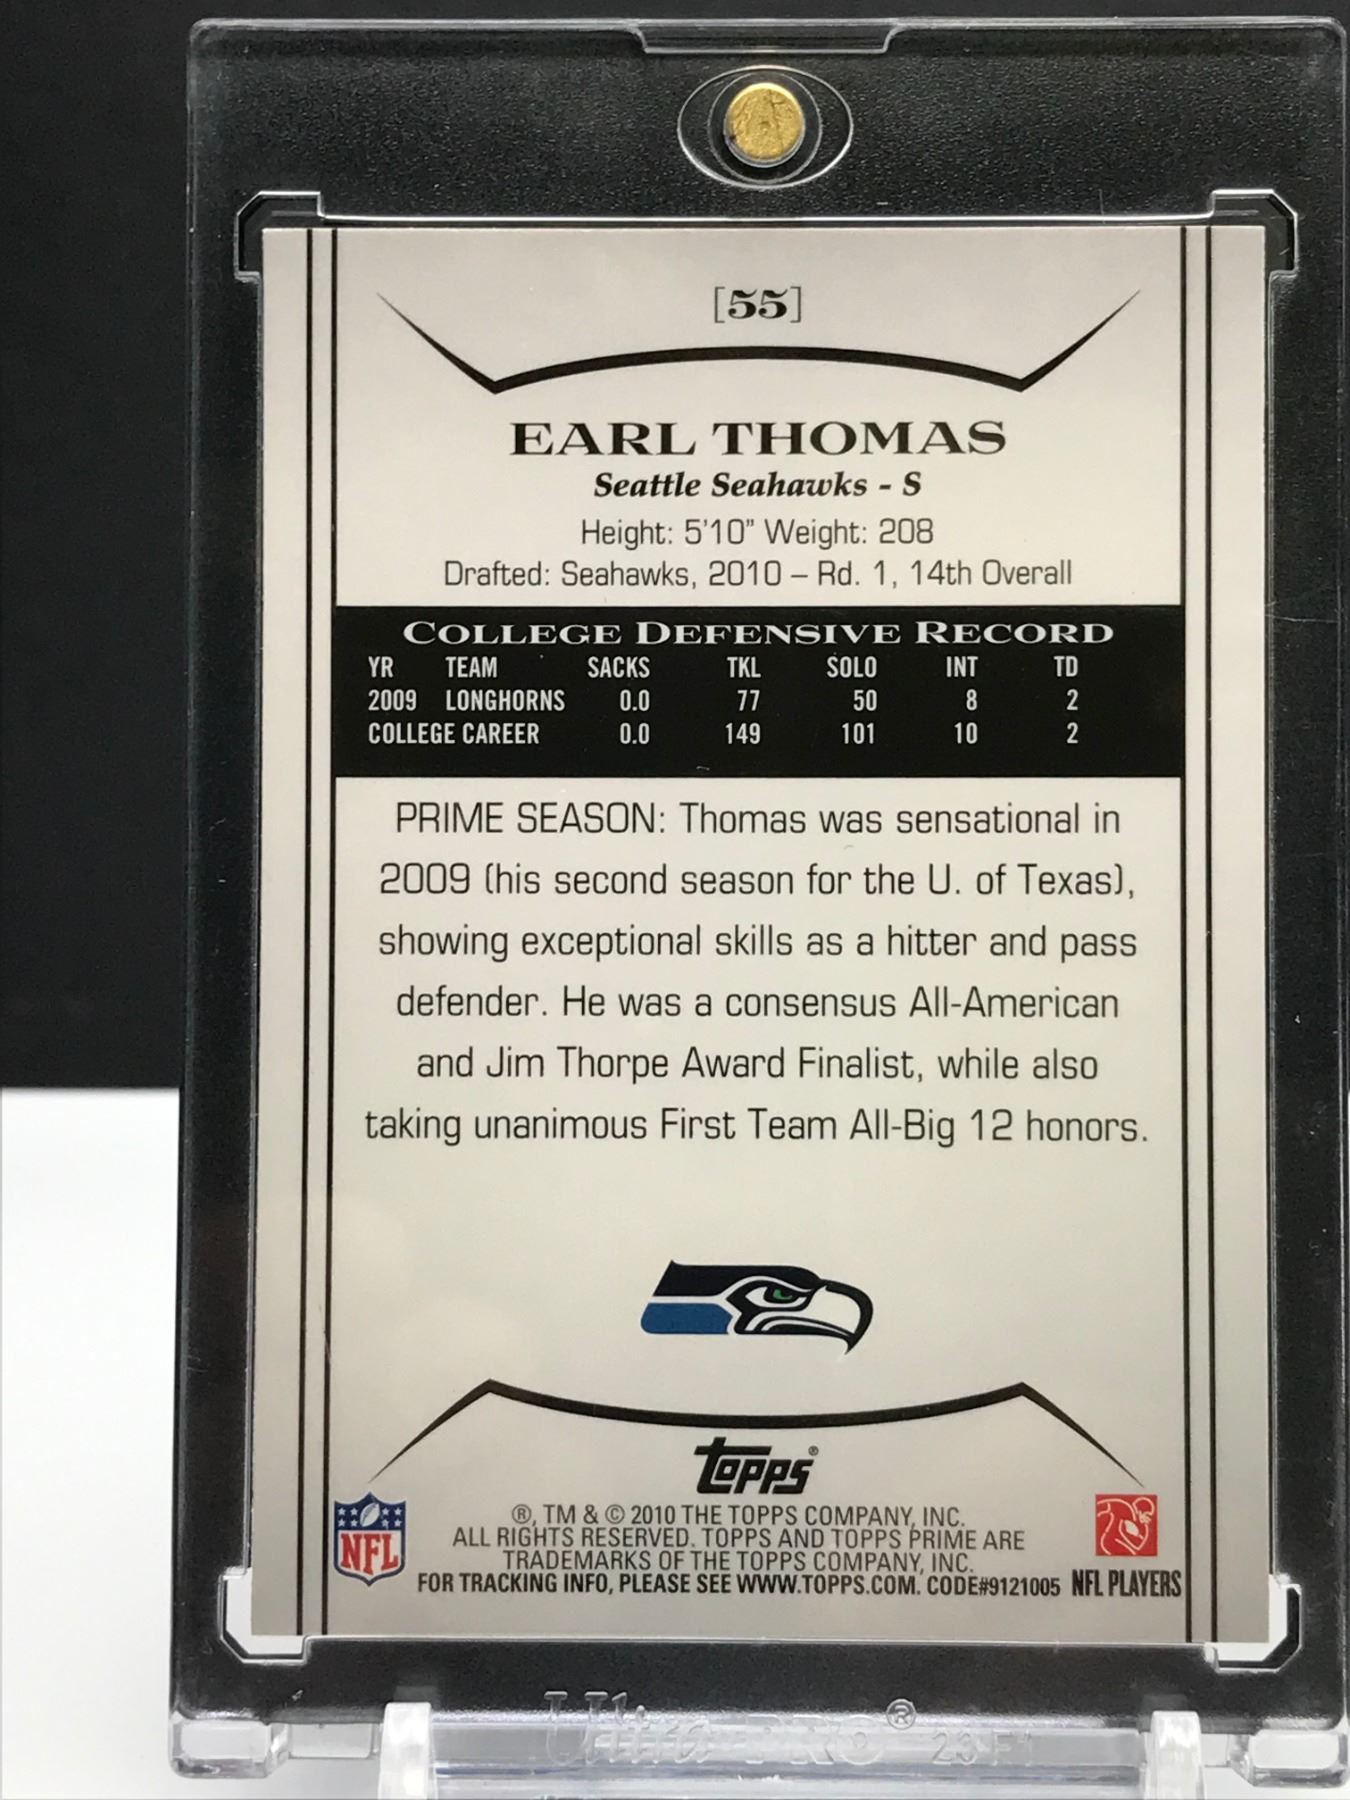 [55]
EARL THOMAS
Seattle Seahawks - S
Height: 5'10" Weight: 208
Drafted: Seahawks, 2010 – Rd. 1, 14th Overall
COLLEGE DEFENSIVE RECORD
YR TEAM SACKS TKL SOLO INT TD
2009 LONGHORNS 0.0 77 50 8 2
COLLEGE CAREER 0.0 149 101 10 2
PRIME SEASON: Thomas was sensational in
2009 (his second season for the U. of Texas),
showing exceptional skills as a hitter and pass
defender. He was a consensus All-American
and Jim Thorpe Award Finalist, while also
taking unanimous First Team All-Big 12 honors.
topps®
®, TM & © 2010 THE TOPPS COMPANY, INC.
ALL RIGHTS RESERVED. TOPPS AND TOPPS PRIME ARE
TRADEMARKS OF THE TOPPS COMPANY, INC.
FOR TRACKING INFO, PLEASE SEE WWW.TOPPS.COM. CODE#9121005
NFL
NFL PLAYERS
Ultra PRO®